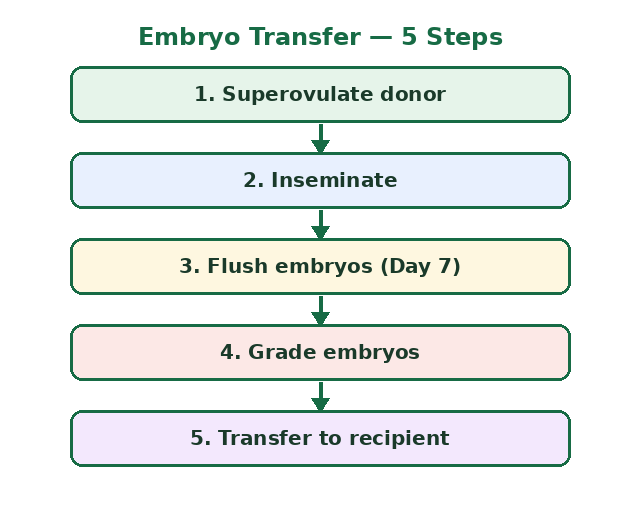 Embryo Transfer — 5 Steps
1. Superovulate donor
2. Inseminate
3. Flush embryos (Day 7)
4. Grade embryos
5. Transfer to recipient